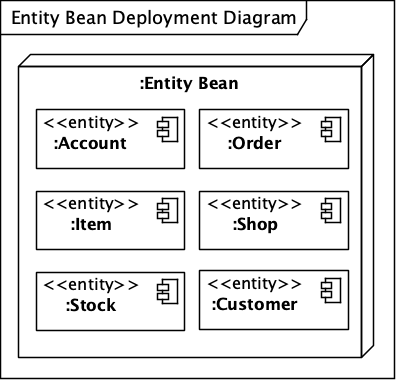 Entity Bean Deployment Diagram
:Entity Bean
<<entity>>
:Account
<<entity>>
:Order
<<entity>>
:Item
<<entity>>
:Shop
<<entity>>
:Stock
<<entity>>
:Customer